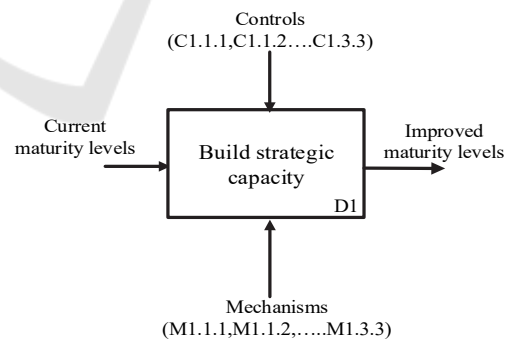 Controls
(C1.1.1,C1.1.2….C1.3.3)
Current
maturity levels
Build strategic
capacity
D1
Improved
maturity levels
Mechanisms
(M1.1.1,M1.1.2,…..M1.3.3)